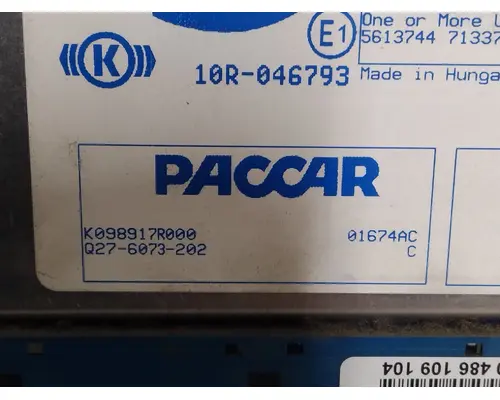 One or More
5613744 71337
E1
K
10R-046793 Made in Hunga
PACCAR
K098917R000 01674AC
Q27-6073-202 C
486 109 104